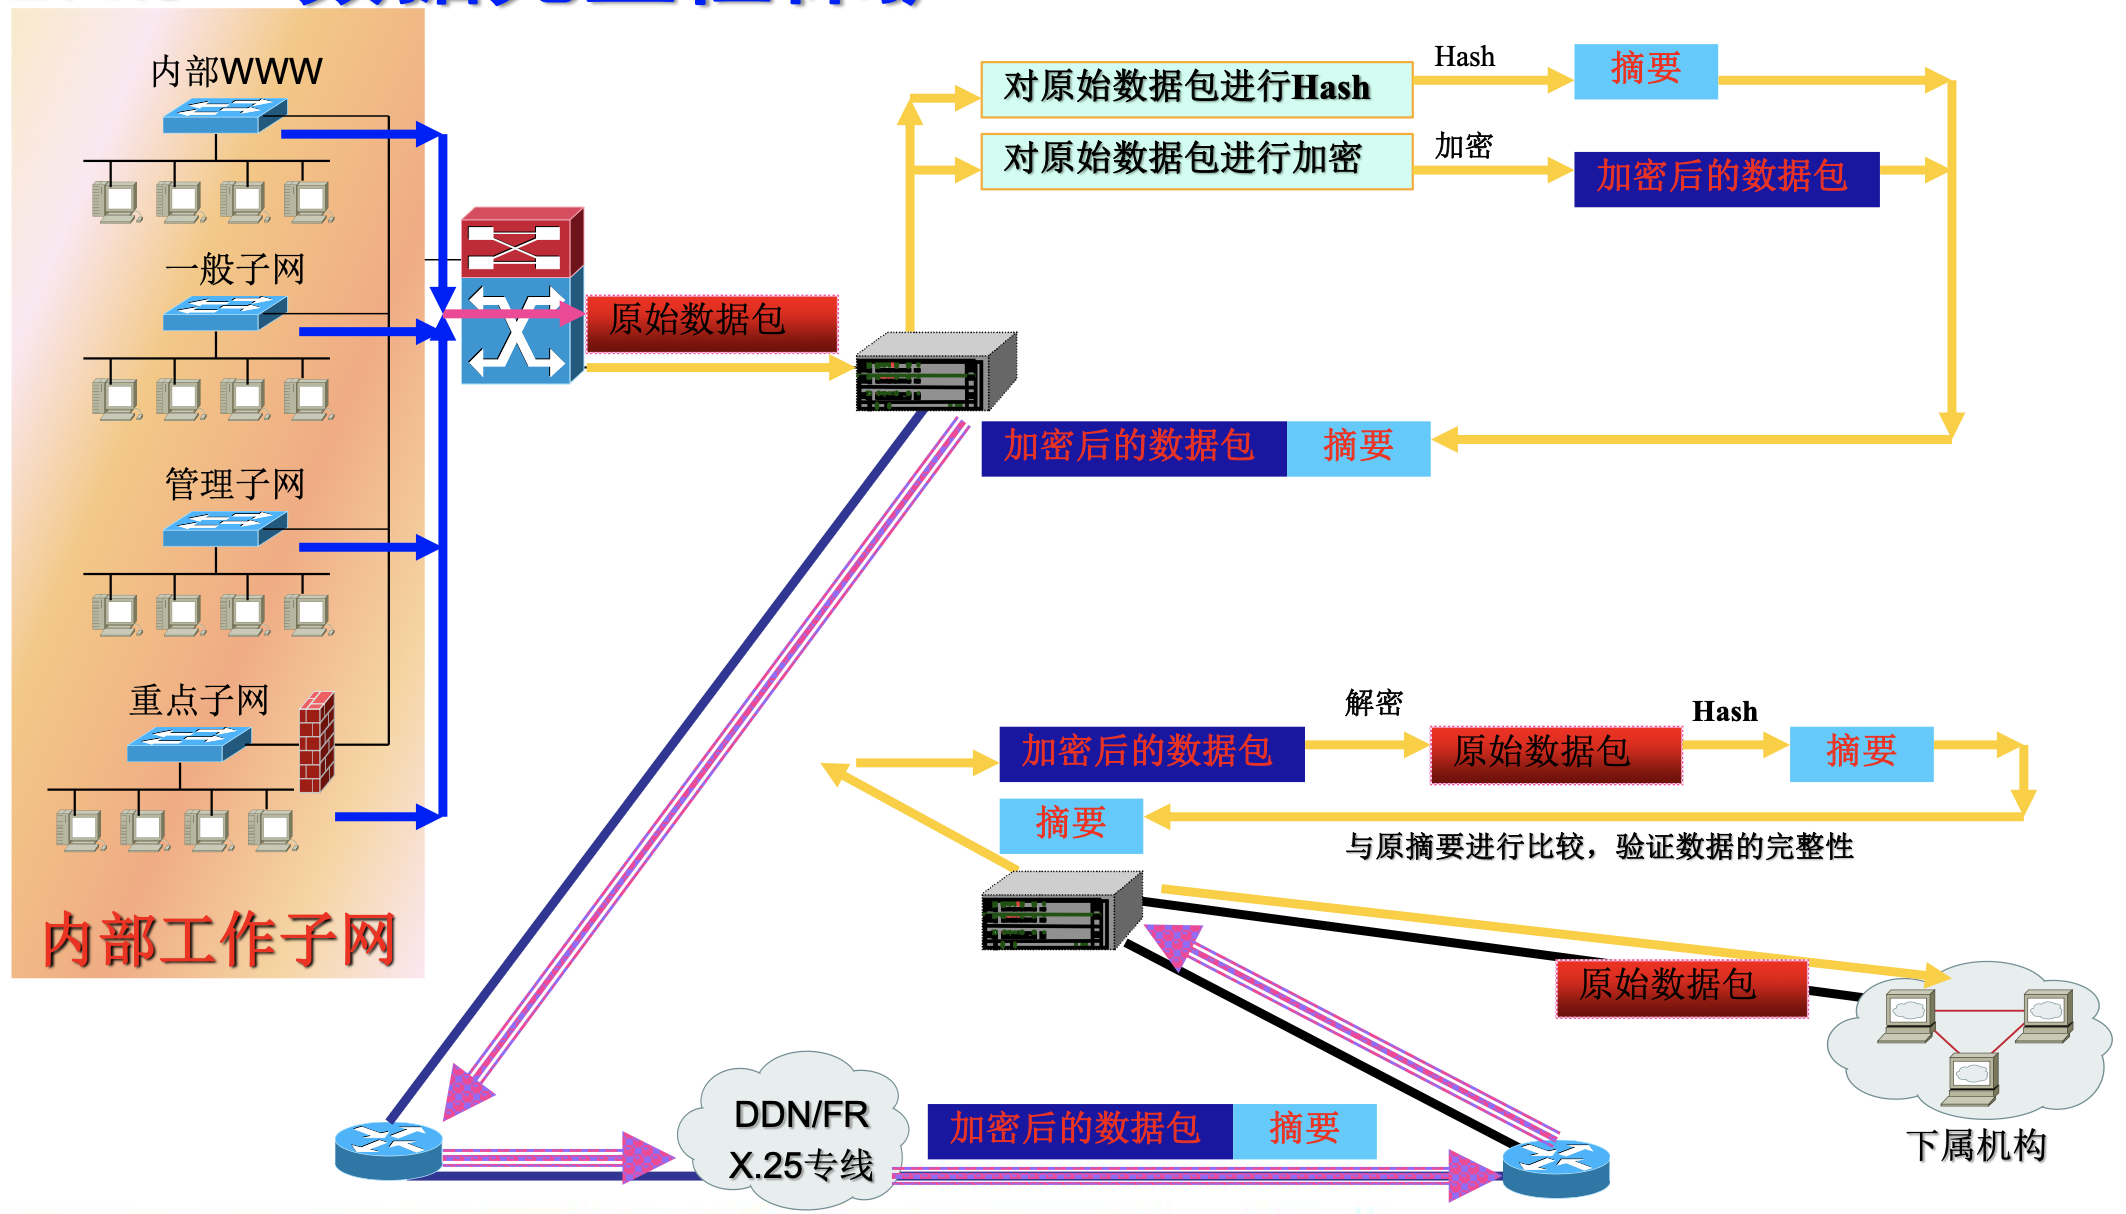 内部WWW
一般子网
管理子网
重点子网
内部工作子网
原始数据包
对原始数据包进行Hash
Hash
摘要
对原始数据包进行加密
加密
加密后的数据包
加密后的数据包 摘要
加密后的数据包
解密
原始数据包
Hash
摘要
摘要
与原摘要进行比较，验证数据的完整性
原始数据包
下属机构
DDN/FR
X.25专线
加密后的数据包 摘要